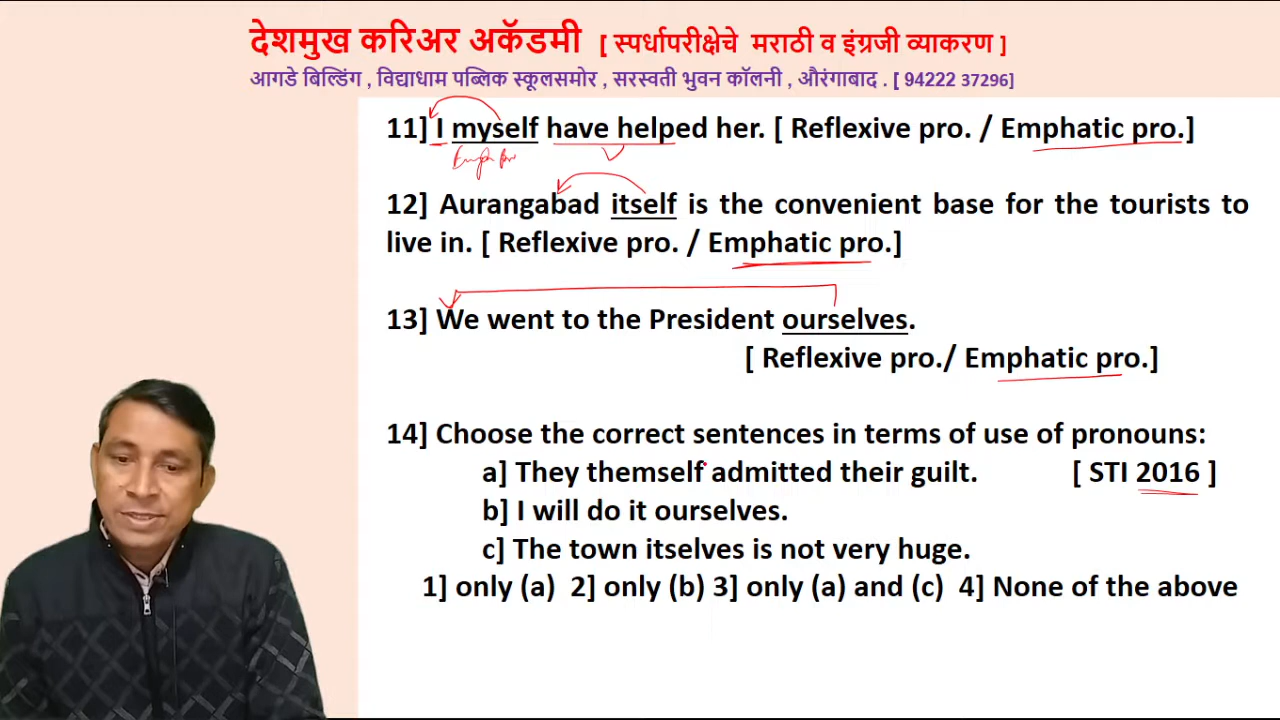 देशमुख करिअर अकॅडमी [ स्पर्धापरीक्षेचे मराठी व इंग्रजी व्याकरण ]
आगडे बिल्डिंग , विद्याधाम पब्लिक स्कूलसमोर , सरस्वती भुवन कॉलनी , औरंगाबाद . [ 94222 37296]
11] I myself have helped her. [ Reflexive pro. / Emphatic pro.]
12] Aurangabad itself is the convenient base for the tourists to
live in. [ Reflexive pro. / Emphatic pro.]
13] We went to the President ourselves.
[ Reflexive pro./ Emphatic pro.]
14] Choose the correct sentences in terms of use of pronouns:
a] They themself admitted their guilt. [ STI 2016 ]
b] I will do it ourselves.
c] The town itselves is not very huge.
1] only (a) 2] only (b) 3] only (a) and (c) 4] None of the above